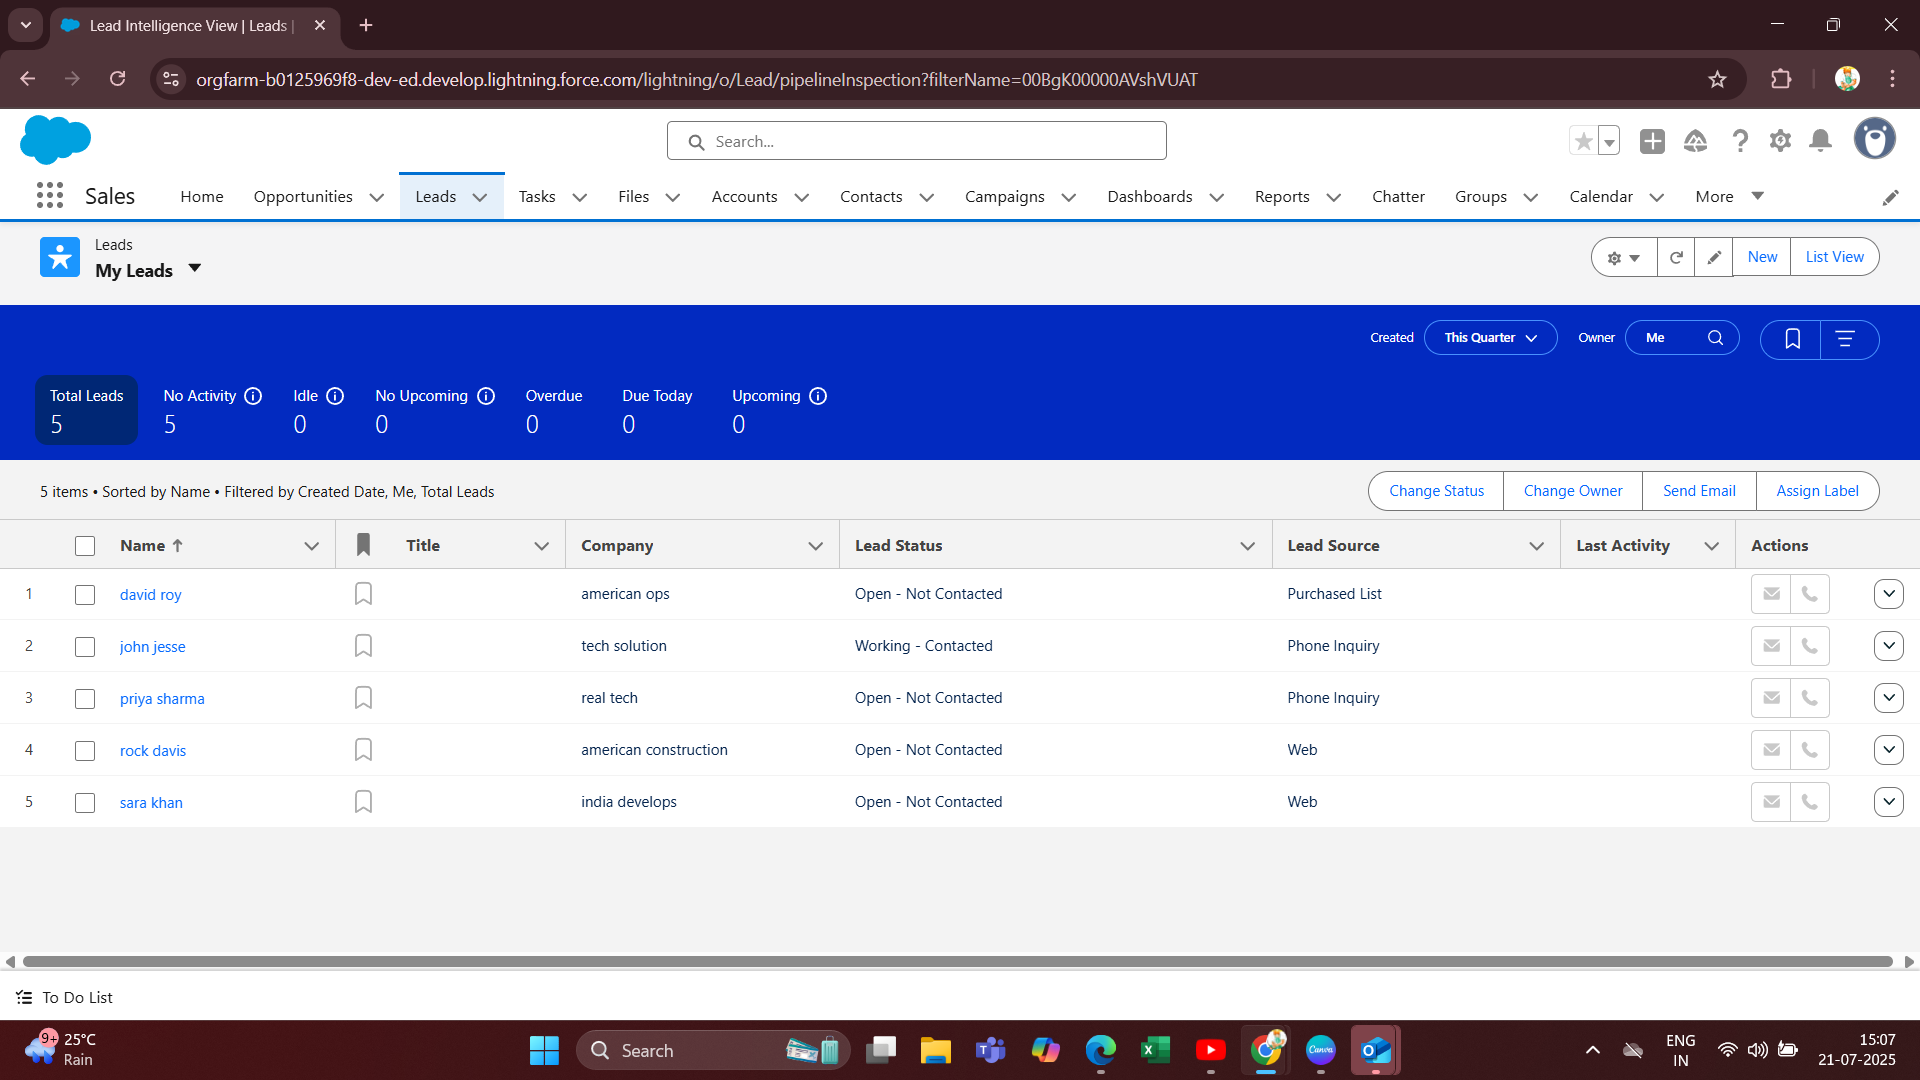 Lead Intelligence View | Leads |
orgfarm-b0125969f8-dev-ed.develop.lightning.force.com/lightning/o/Lead/pipelineInspection?filterName=00BgK00000AVshVUAT
Search...
Sales Home Opportunities Leads Tasks Files Accounts Contacts Campaigns Dashboards Reports Chatter Groups Calendar More
Leads
My Leads
New List View
Created This Quarter Owner Me
Total Leads No Activity Idle No Upcoming Overdue Due Today Upcoming
5 5 0 0 0 0 0
5 items • Sorted by Name • Filtered by Created Date, Me, Total Leads
Change Status Change Owner Send Email Assign Label
Name Title Company Lead Status Lead Source Last Activity Actions
1 david roy american ops Open - Not Contacted Purchased List
2 john jesse tech solution Working - Contacted Phone Inquiry
3 priya sharma real tech Open - Not Contacted Phone Inquiry
4 rock davis american construction Open - Not Contacted Web
5 sara khan india develops Open - Not Contacted Web
To Do List
9+ 25°C
Rain
Search
Canva
ENG
IN
15:07
21-07-2025